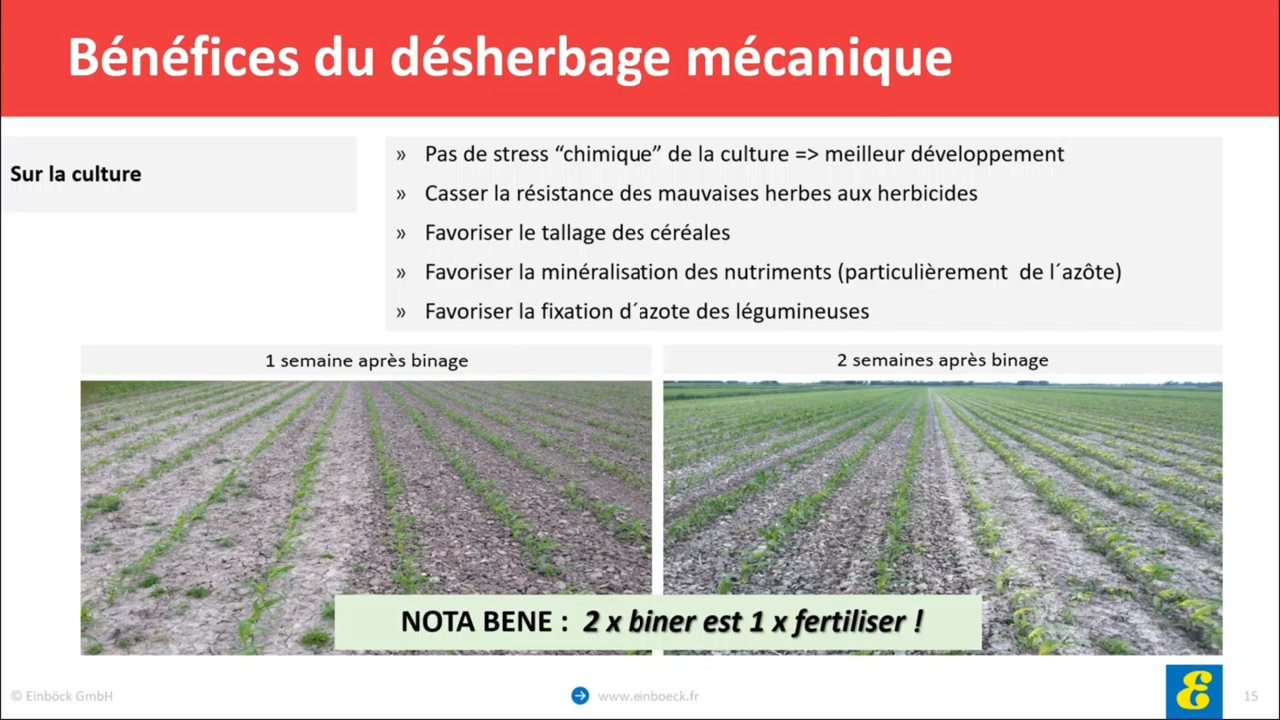 Bénéfices du désherbage mécanique
Sur la culture
» Pas de stress “chimique” de la culture => meilleur développement
» Casser la résistance des mauvaises herbes aux herbicides
» Favoriser le tallage des céréales
» Favoriser la minéralisation des nutriments (particulièrement de l´azôte)
» Favoriser la fixation d´azote des légumineuses
1 semaine après binage
2 semaines après binage
NOTA BENE : 2 x biner est 1 x fertiliser !
© Einböck GmbH
www.einboeck.fr
15